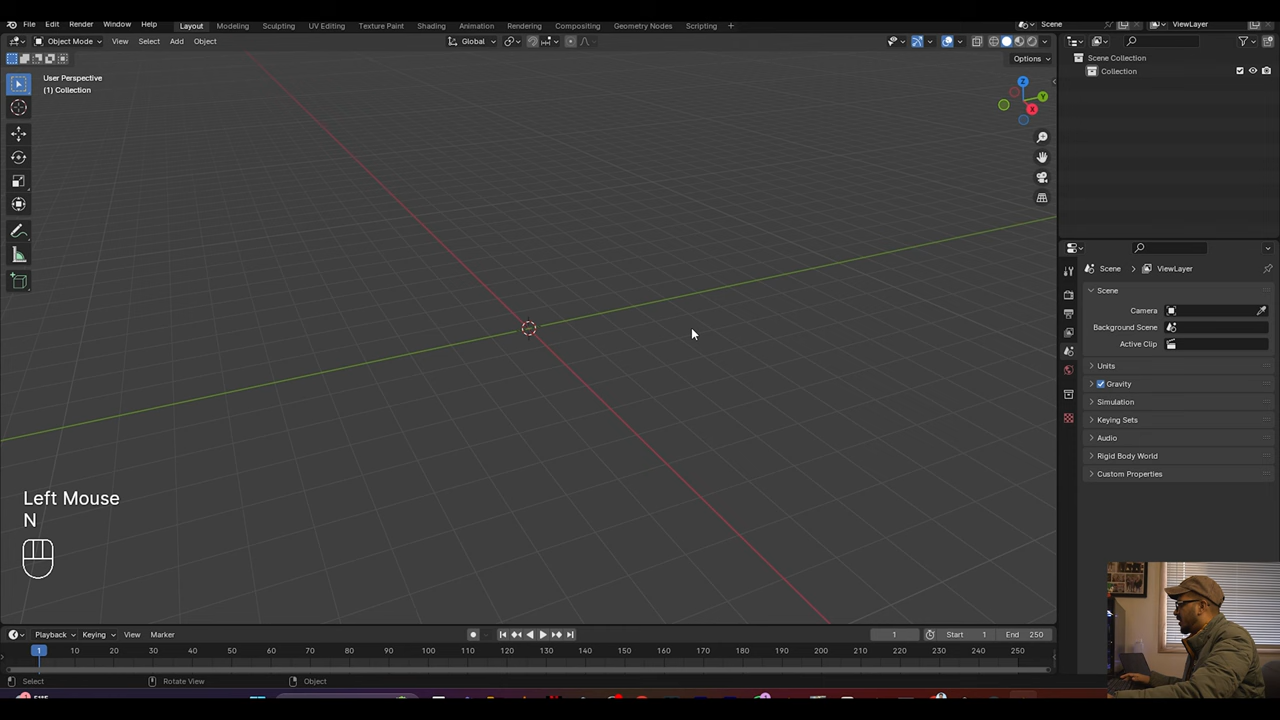 File Edit Render Window Help Layout Modeling Sculpting UV Editing Texture Paint Shading Animation Rendering Compositing Geometry Nodes Scripting + Scene ViewLayer
Object Mode View Select Add Object Global
Options
User Perspective
(1) Collection
Z
Y
X
Scene Collection
Collection
Scene > ViewLayer
Scene
Camera
Background Scene
Active Clip
Units
Gravity
Simulation
Keying Sets
Audio
Rigid Body World
Custom Properties
Left Mouse
N
Playback Keying View Marker 1 Start 1 End 250
1 10 20 30 40 50 60 70 80 90 100 110 120 130 140 150 160 170 180 190 200 210 220 230 240 250
Select Rotate View Object